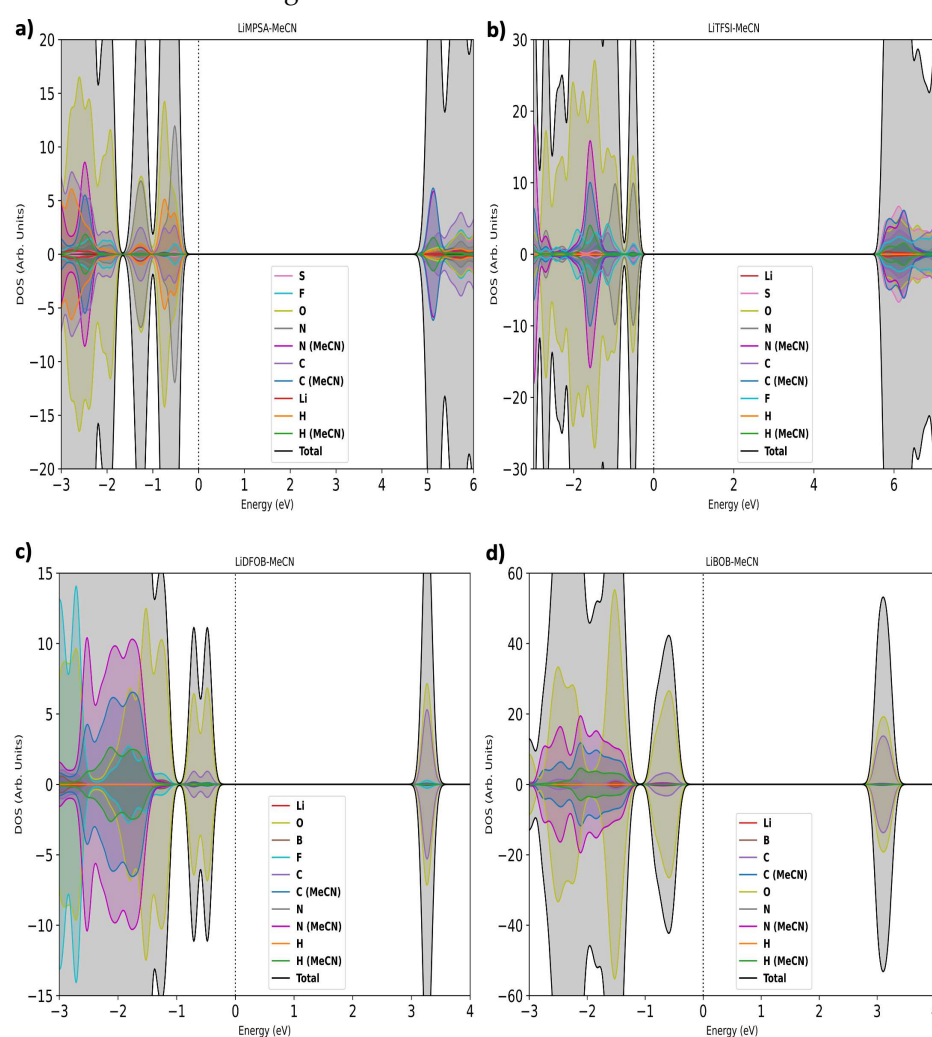 a)
LiMPSA-MeCN
20
15
10
5
0
−5
−10
−15
−20
DOS (Arb. Units)
S
F
O
N
N (MeCN)
C
C (MeCN)
Li
H
H (MeCN)
Total
−3 −2 −1 0 1 2 3 4 5 6
Energy (eV)
b)
LiTFSI-MeCN
30
20
10
0
−10
−20
−30
DOS (Arb. Units)
Li
S
O
N
N (MeCN)
C
C (MeCN)
F
H
H (MeCN)
Total
−2 0 2 4 6
Energy (eV)
c)
LiDFOB-MeCN
15
10
5
0
−5
−10
−15
DOS (Arb. Units)
Li
O
B
F
C
C (MeCN)
N
N (MeCN)
H
H (MeCN)
Total
−3 −2 −1 0 1 2 3 4
Energy (eV)
d)
LiBOB-MeCN
60
40
20
0
−20
−40
−60
DOS (Arb. Units)
Li
B
C
C (MeCN)
O
N
N (MeCN)
H
H (MeCN)
Total
−3 −2 −1 0 1 2 3
Energy (eV)